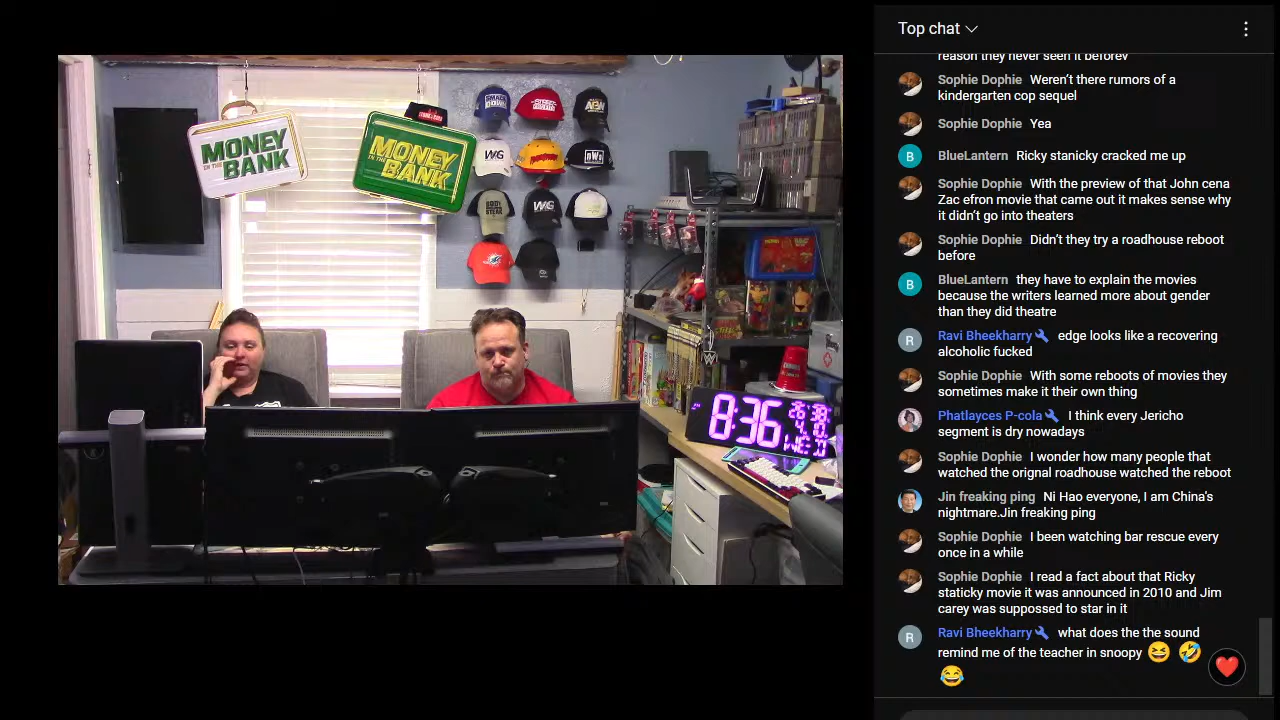 Top chat
reason they never seen it beforev
Sophie Dophie Weren't there rumors of a
kindergarten cop sequel
Sophie Dophie Yea
B BlueLantern Ricky stanicky cracked me up
Sophie Dophie With the preview of that John cena
Zac efron movie that came out it makes sense why
it didn't go into theaters
Sophie Dophie Didn't they try a roadhouse reboot
before
B BlueLantern they have to explain the movies
because the writers learned more about gender
than they did theatre
R Ravi Bheekharry edge looks like a recovering
alcoholic fucked
Sophie Dophie With some reboots of movies they
sometimes make it their own thing
Phatlayces P-cola I think every Jericho
segment is dry nowadays
Sophie Dophie I wonder how many people that
watched the orignal roadhouse watched the reboot
Jin freaking ping Ni Hao everyone, I am China's
nightmare.Jin freaking ping
Sophie Dophie I been watching bar rescue every
once in a while
Sophie Dophie I read a fact about that Ricky
staticky movie it was announced in 2010 and Jim
carey was suppossed to star in it
R Ravi Bheekharry what does the the sound
remind me of the teacher in snoopy 😆 🤣
😂
MONEY
IN THE
BANK
MONEY
IN THE
BANK
WG
nWo
WG
8:36